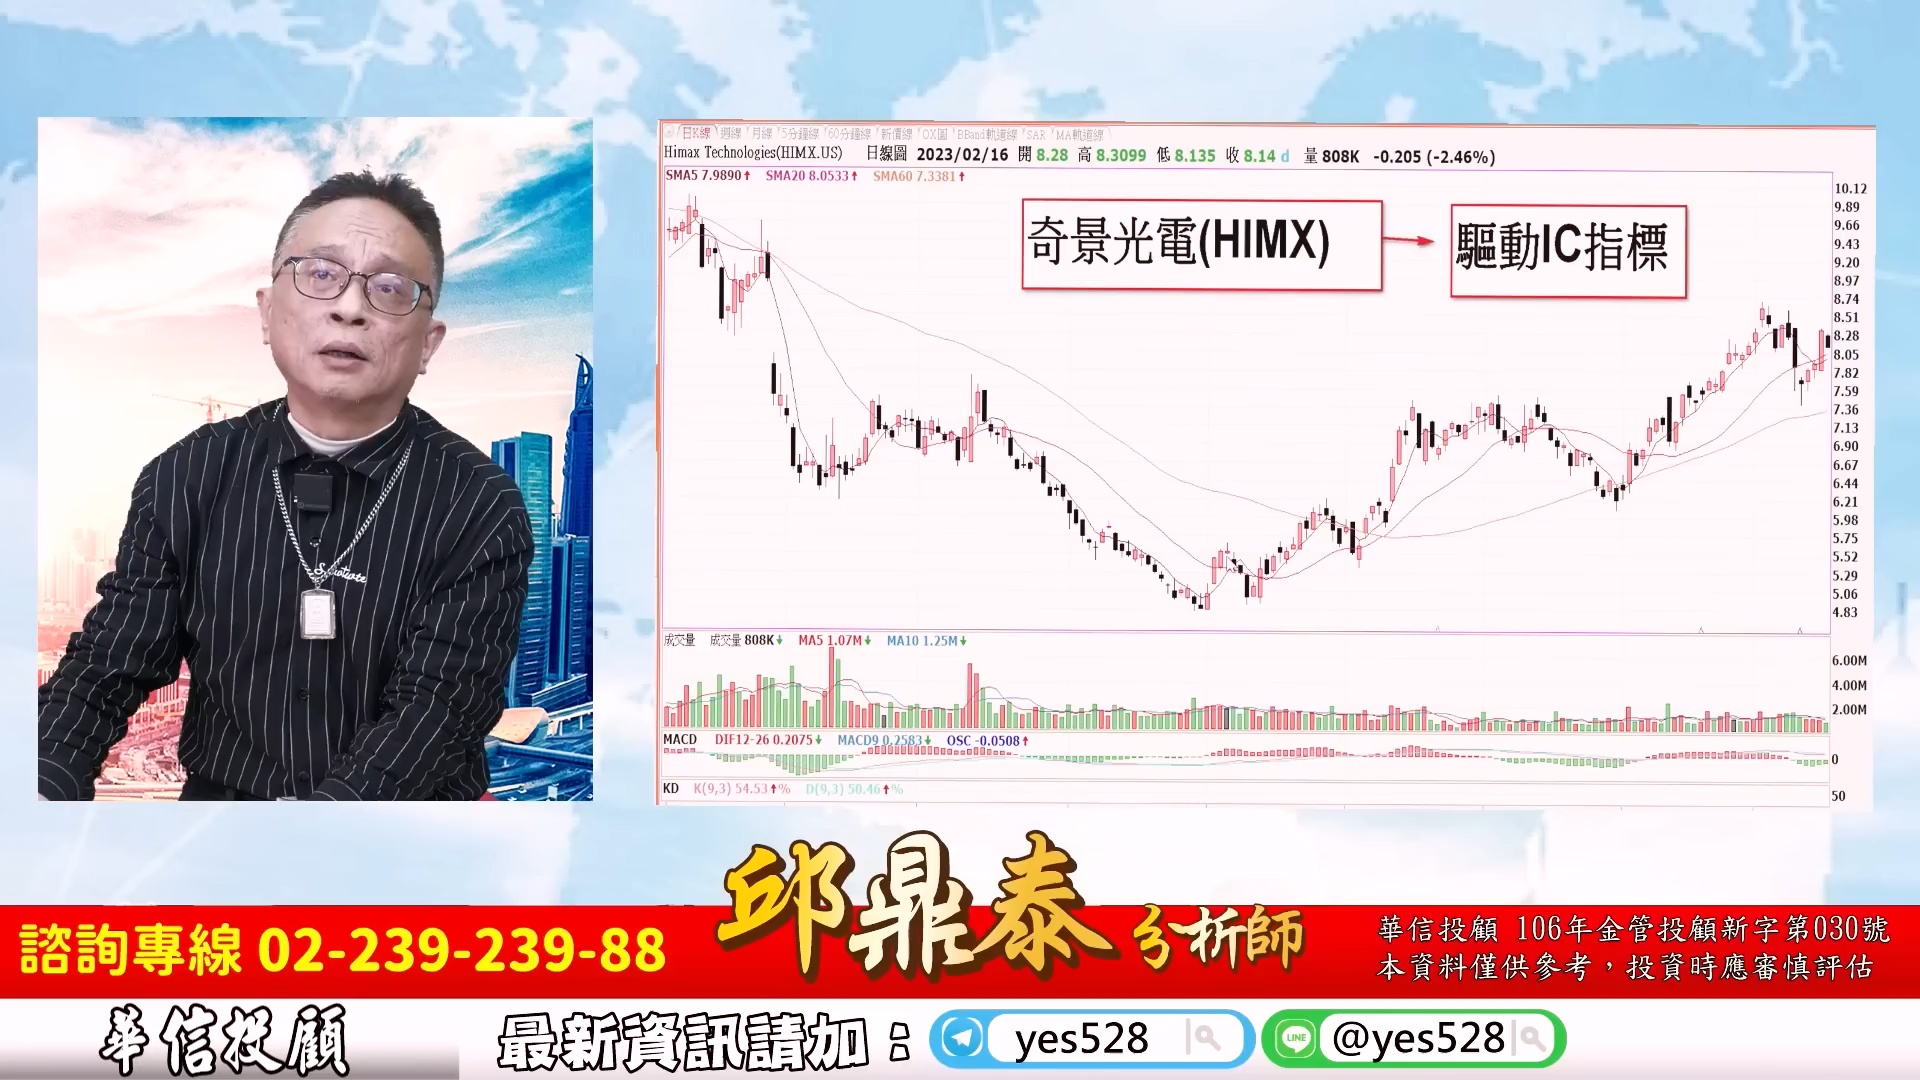 日K線 週線 月線 5分鐘線 60分鐘線 新價線 OX圖 BBand軌道線 SAR MA軌道線
Himax Technologies(HIMX.US) 日線圖 2023/02/16 開 8.28 高 8.3099 低 8.135 收 8.14 d 量 808K -0.205 (-2.46%)
SMA5 7.9890↑ SMA20 8.0533↑ SMA60 7.3381↑
奇景光電(HIMX)
驅動IC指標
10.12
9.89
9.66
9.43
9.20
8.97
8.74
8.51
8.28
8.05
7.82
7.59
7.36
7.13
6.90
6.67
6.44
6.21
5.98
5.75
5.52
5.29
5.06
4.83
成交量 成交量 808K↓ MA5 1.07M↓ MA10 1.25M↓
6.00M
4.00M
2.00M
MACD DIF12-26 0.2075↓ MACD9 0.2583↓ OSC -0.0508↑
0
KD K(9,3) 54.53↑% D(9,3) 50.46↑%
50
諮詢專線 02-239-239-88
邱鼎泰 分析師
華信投顧 106年金管投顧新字第030號
本資料僅供參考，投資時應審慎評估
華信投顧
最新資訊請加：
yes528
LINE
@yes528